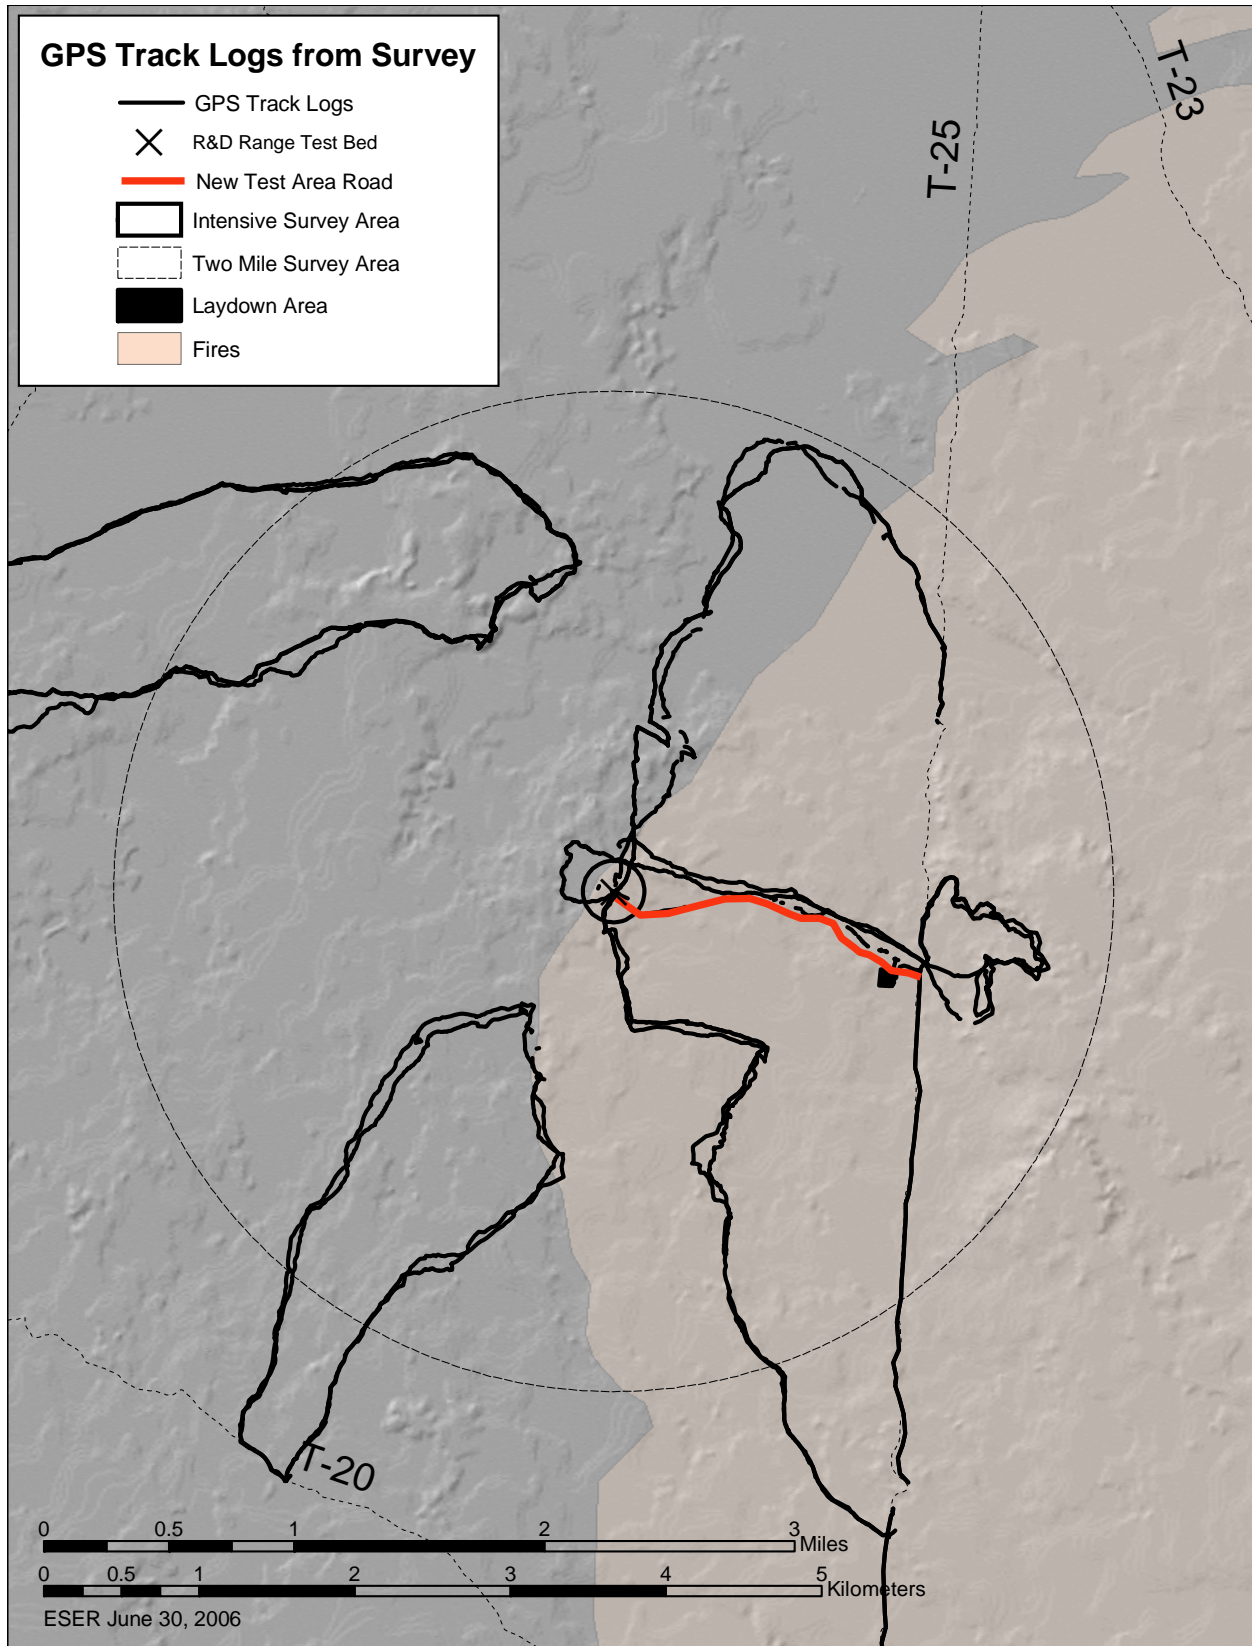 GPS Track Logs from Survey
GPS Track Logs
R&D Range Test Bed
New Test Area Road
Intensive Survey Area
Two Mile Survey Area
Laydown Area
Fires
T-23
T-25
T-20
0 0.5 1 2 3 Miles
0 0.5 1 2 3 4 5 Kilometers
ESER June 30, 2006